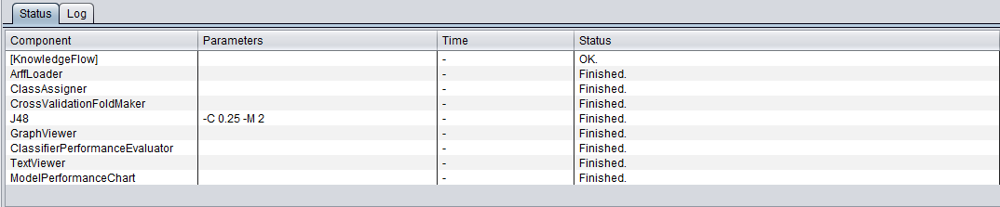 Status Log
Component Parameters Time Status
[KnowledgeFlow] - OK.
ArffLoader - Finished.
ClassAssigner - Finished.
CrossValidationFoldMaker - Finished.
J48 -C 0.25 -M 2 - Finished.
GraphViewer - Finished.
ClassifierPerformanceEvaluator - Finished.
TextViewer - Finished.
ModelPerformanceChart - Finished.